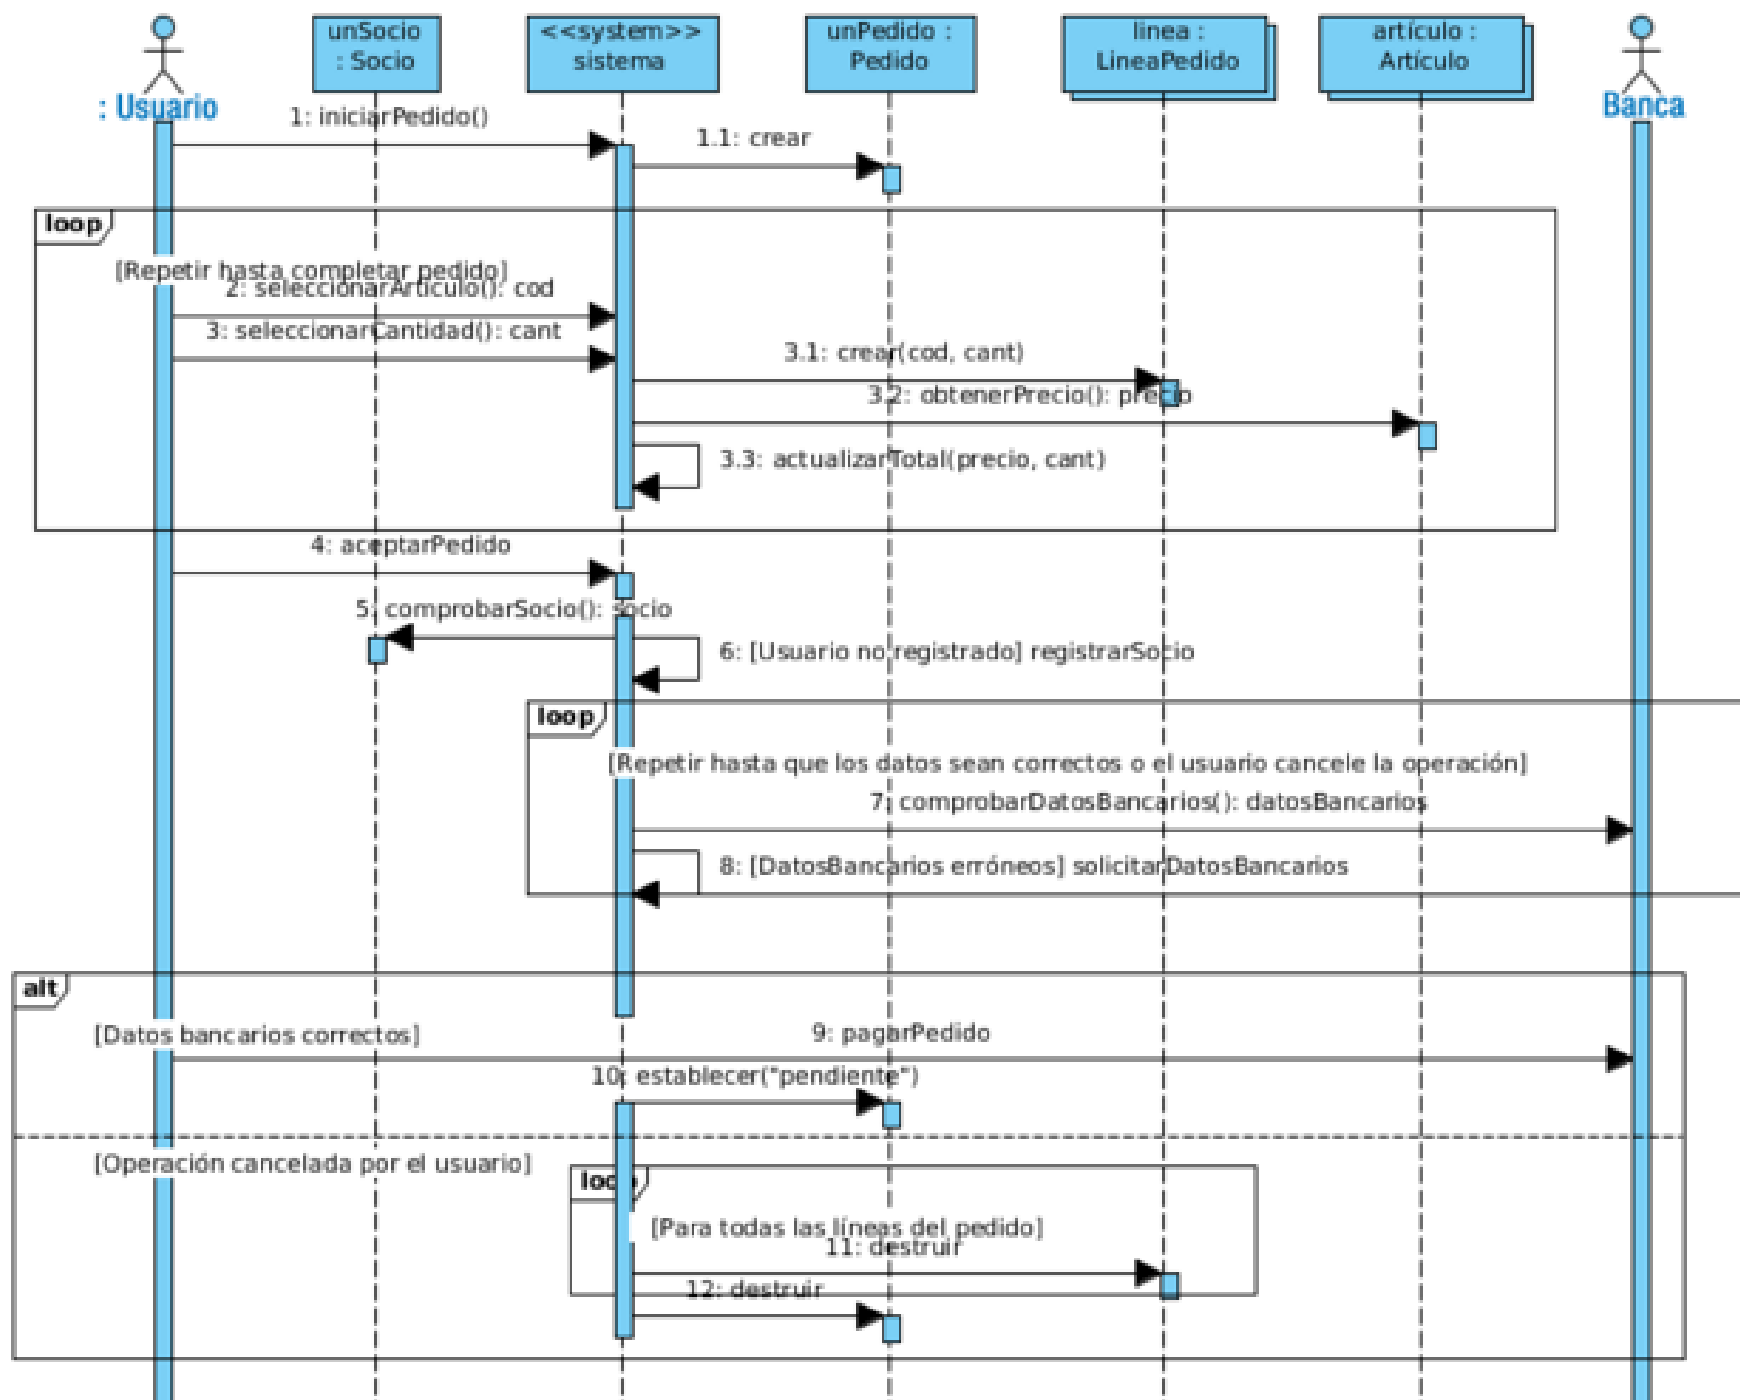 unSocio
: Socio
<<system>>
sistema
unPedido :
Pedido
linea :
LineaPedido
artículo :
Artículo
: Usuario
Banca
1: iniciarPedido()
1.1: crear
loop
[Repetir hasta completar pedido]
2: seleccionarArticulo(): cod
3: seleccionarCantidad(): cant
3.1: crear(cod, cant)
3.2: obtenerPrecio(): precio
3.3: actualizarTotal(precio, cant)
4: aceptarPedido
5: comprobarSocio(): socio
6: [Usuario no registrado] registrarSocio
loop
[Repetir hasta que los datos sean correctos o el usuario cancele la operación]
7: comprobarDatosBancarios(): datosBancarios
8: [DatosBancarios erróneos] solicitarDatosBancarios
alt
[Datos bancarios correctos]
9: pagarPedido
10: establecer("pendiente")
[Operación cancelada por el usuario]
loop
[Para todas las líneas del pedido]
11: destruir
12: destruir